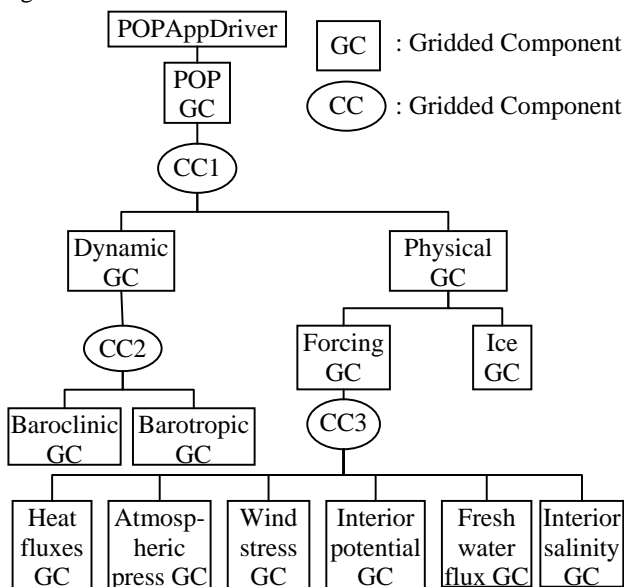 POPAppDriver
GC : Gridded Component
POP
GC
CC : Gridded Component
CC1
Dynamic
GC
Physical
GC
CC2
Forcing
GC
Ice
GC
Baroclinic
GC
Barotropic
GC
CC3
Heat
fluxes
GC
Atmosp-
heric
press GC
Wind
stress
GC
Interior
potential
GC
Fresh
water
flux GC
Interior
salinity
GC